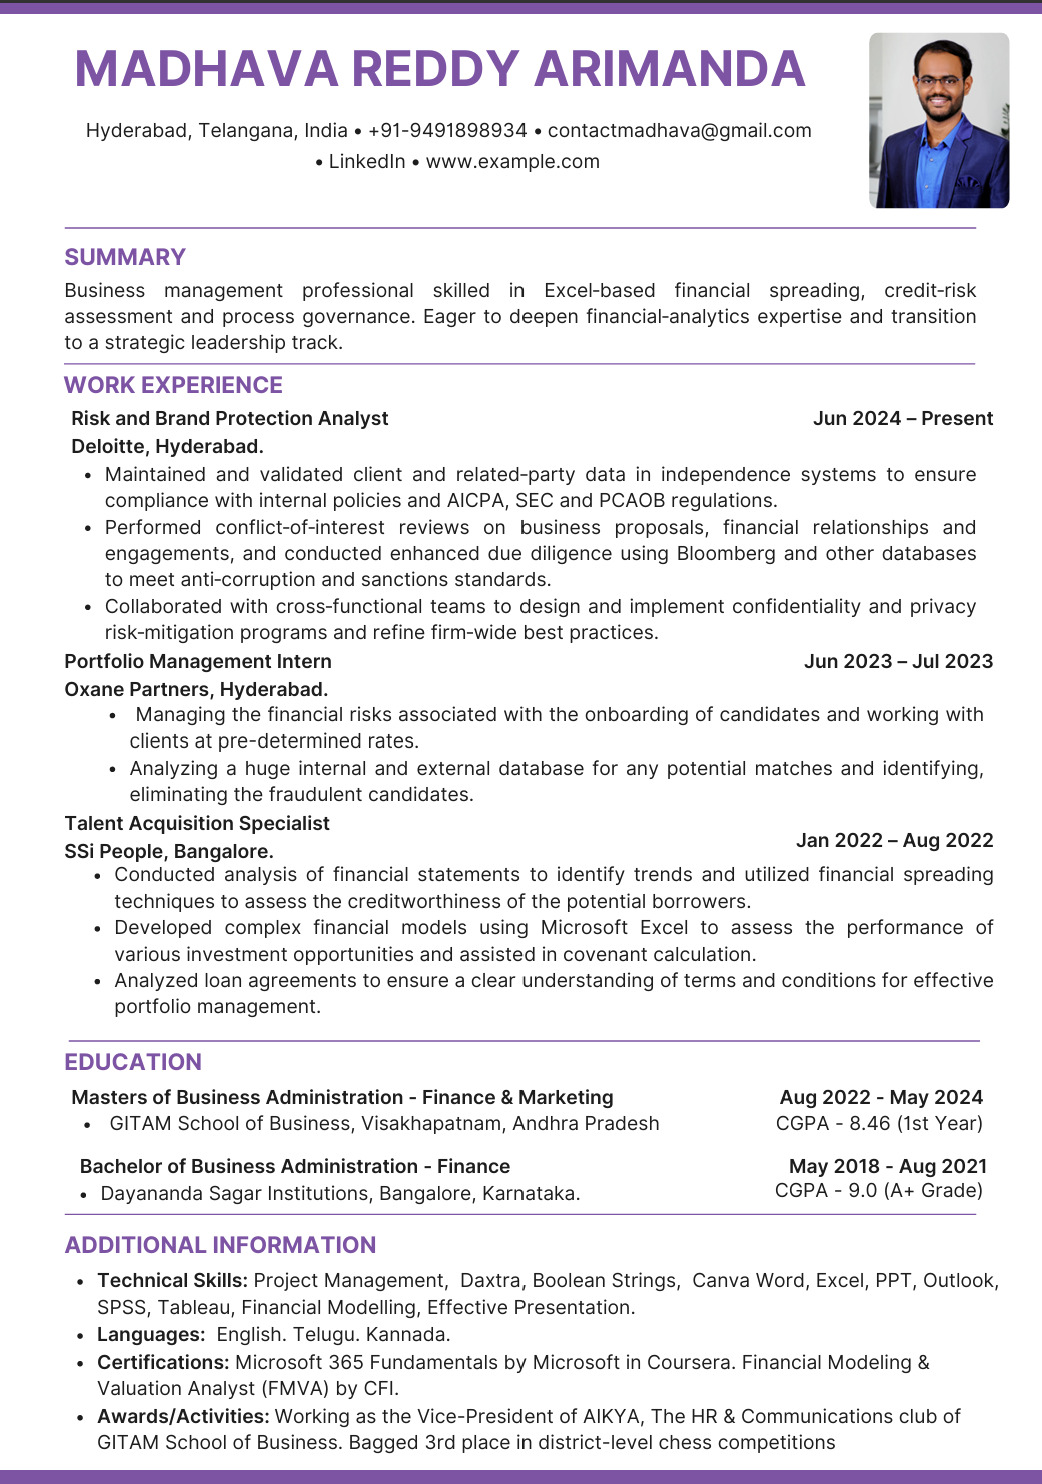 MADHAVA REDDY ARIMANDA
Hyderabad, Telangana, India • +91-9491898934 • contactmadhava@gmail.com
• LinkedIn • www.example.com
SUMMARY
Business management professional skilled in Excel-based financial spreading, credit-risk
assessment and process governance. Eager to deepen financial-analytics expertise and transition
to a strategic leadership track.
WORK EXPERIENCE
Risk and Brand Protection Analyst Jun 2024 – Present
Deloitte, Hyderabad.
• Maintained and validated client and related-party data in independence systems to ensure
compliance with internal policies and AICPA, SEC and PCAOB regulations.
• Performed conflict-of-interest reviews on business proposals, financial relationships and
engagements, and conducted enhanced due diligence using Bloomberg and other databases
to meet anti-corruption and sanctions standards.
• Collaborated with cross-functional teams to design and implement confidentiality and privacy
risk-mitigation programs and refine firm-wide best practices.
Portfolio Management Intern Jun 2023 – Jul 2023
Oxane Partners, Hyderabad.
• Managing the financial risks associated with the onboarding of candidates and working with
clients at pre-determined rates.
• Analyzing a huge internal and external database for any potential matches and identifying,
eliminating the fraudulent candidates.
Talent Acquisition Specialist
Jan 2022 – Aug 2022
SSi People, Bangalore.
• Conducted analysis of financial statements to identify trends and utilized financial spreading
techniques to assess the creditworthiness of the potential borrowers.
• Developed complex financial models using Microsoft Excel to assess the performance of
various investment opportunities and assisted in covenant calculation.
• Analyzed loan agreements to ensure a clear understanding of terms and conditions for effective
portfolio management.
EDUCATION
Masters of Business Administration - Finance & Marketing Aug 2022 - May 2024
• GITAM School of Business, Visakhapatnam, Andhra Pradesh CGPA - 8.46 (1st Year)
Bachelor of Business Administration - Finance May 2018 - Aug 2021
• Dayananda Sagar Institutions, Bangalore, Karnataka. CGPA - 9.0 (A+ Grade)
ADDITIONAL INFORMATION
• Technical Skills: Project Management, Daxtra, Boolean Strings, Canva Word, Excel, PPT, Outlook,
SPSS, Tableau, Financial Modelling, Effective Presentation.
• Languages: English. Telugu. Kannada.
• Certifications: Microsoft 365 Fundamentals by Microsoft in Coursera. Financial Modeling &
Valuation Analyst (FMVA) by CFI.
• Awards/Activities: Working as the Vice-President of AIKYA, The HR & Communications club of
GITAM School of Business. Bagged 3rd place in district-level chess competitions